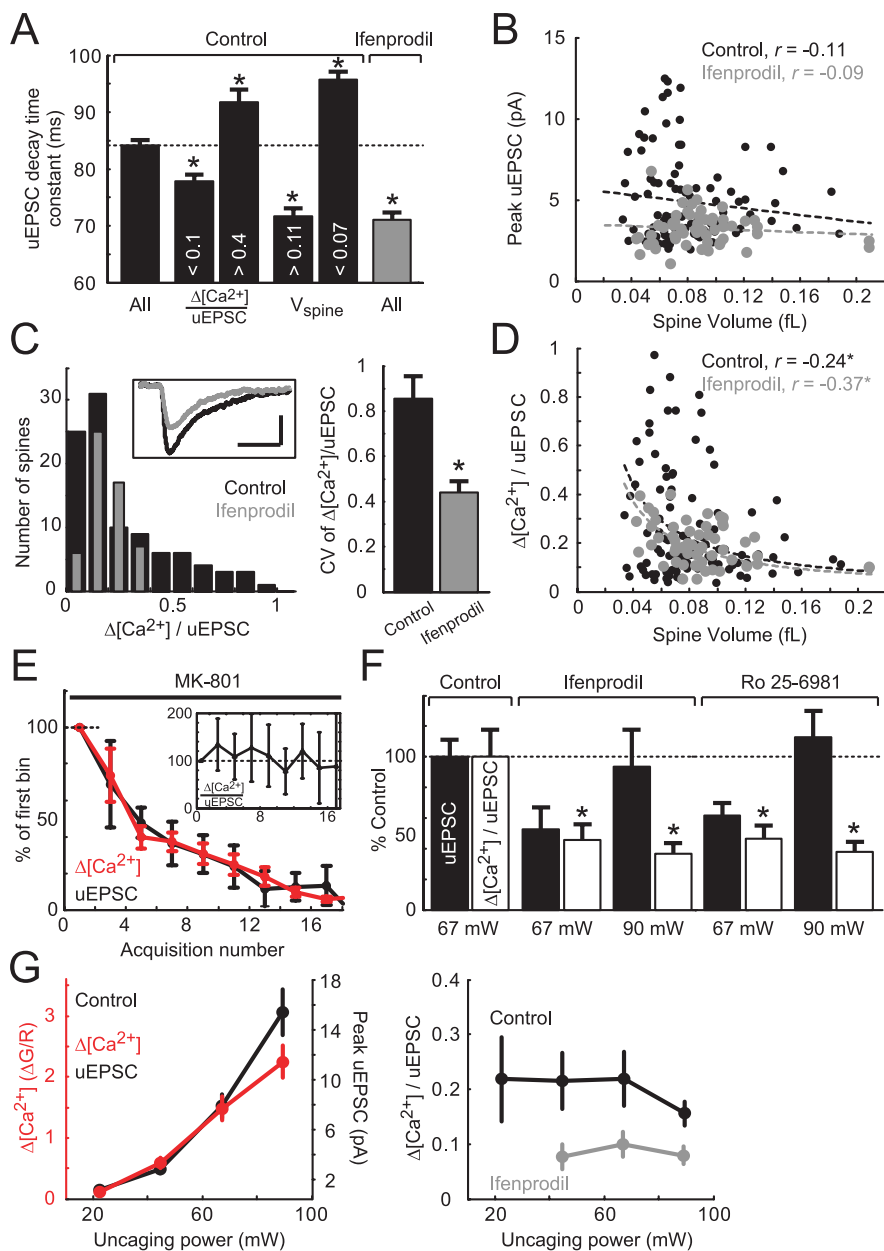 A
Control
Ifenprodil
uEPSC decay time
constant (ms)
100
90
80
70
60
*
*
*
*
*
< 0.1
> 0.4
> 0.11
< 0.07
All
Δ[Ca2+]
uEPSC
Vspine
All
B
Control, r = -0.11
Ifenprodil, r = -0.09
Peak uEPSC (pA)
15
10
5
0
0
0.04
0.08
0.12
0.16
0.2
Spine Volume (fL)
C
Number of spines
30
20
10
0
Control
Ifenprodil
0
0.5
1
Δ[Ca2+] / uEPSC
CV of Δ[Ca2+]/uEPSC
1
0.8
0.6
0.4
0.2
0
*
Control
Ifenprodil
D
Control, r = -0.24*
Ifenprodil, r = -0.37*
Δ[Ca2+] / uEPSC
1
0.8
0.6
0.4
0.2
0
0
0.04
0.08
0.12
0.16
0.2
Spine Volume (fL)
E
MK-801
% of first bin
100
80
60
40
20
0
200
100
0
Δ[Ca2+]
uEPSC
0
8
16
Δ[Ca2+]
uEPSC
0
4
8
12
16
Acquisition number
F
Control
Ifenprodil
Ro 25-6981
% Control
100
50
0
uEPSC
Δ[Ca2+] / uEPSC
*
*
*
*
67 mW
67 mW
90 mW
67 mW
90 mW
G
Control
Δ[Ca2+]
uEPSC
Δ[Ca2+] (ΔG/R)
3
2
1
0
18
14
10
6
2
Peak uEPSC (pA)
20
60
100
Uncaging power (mW)
Δ[Ca2+] / uEPSC
0.4
0.3
0.2
0.1
0
Control
Ifenprodil
20
60
100
Uncaging power (mW)